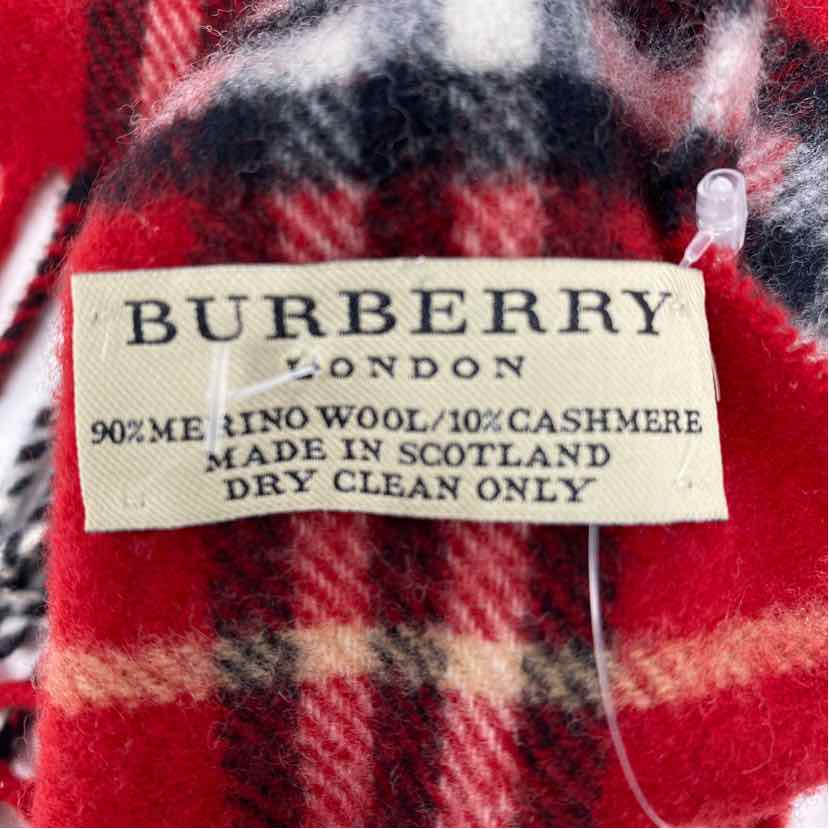 BURBERRY
LONDON
90% MERINO WOOL/10% CASHMERE
MADE IN SCOTLAND
DRY CLEAN ONLY